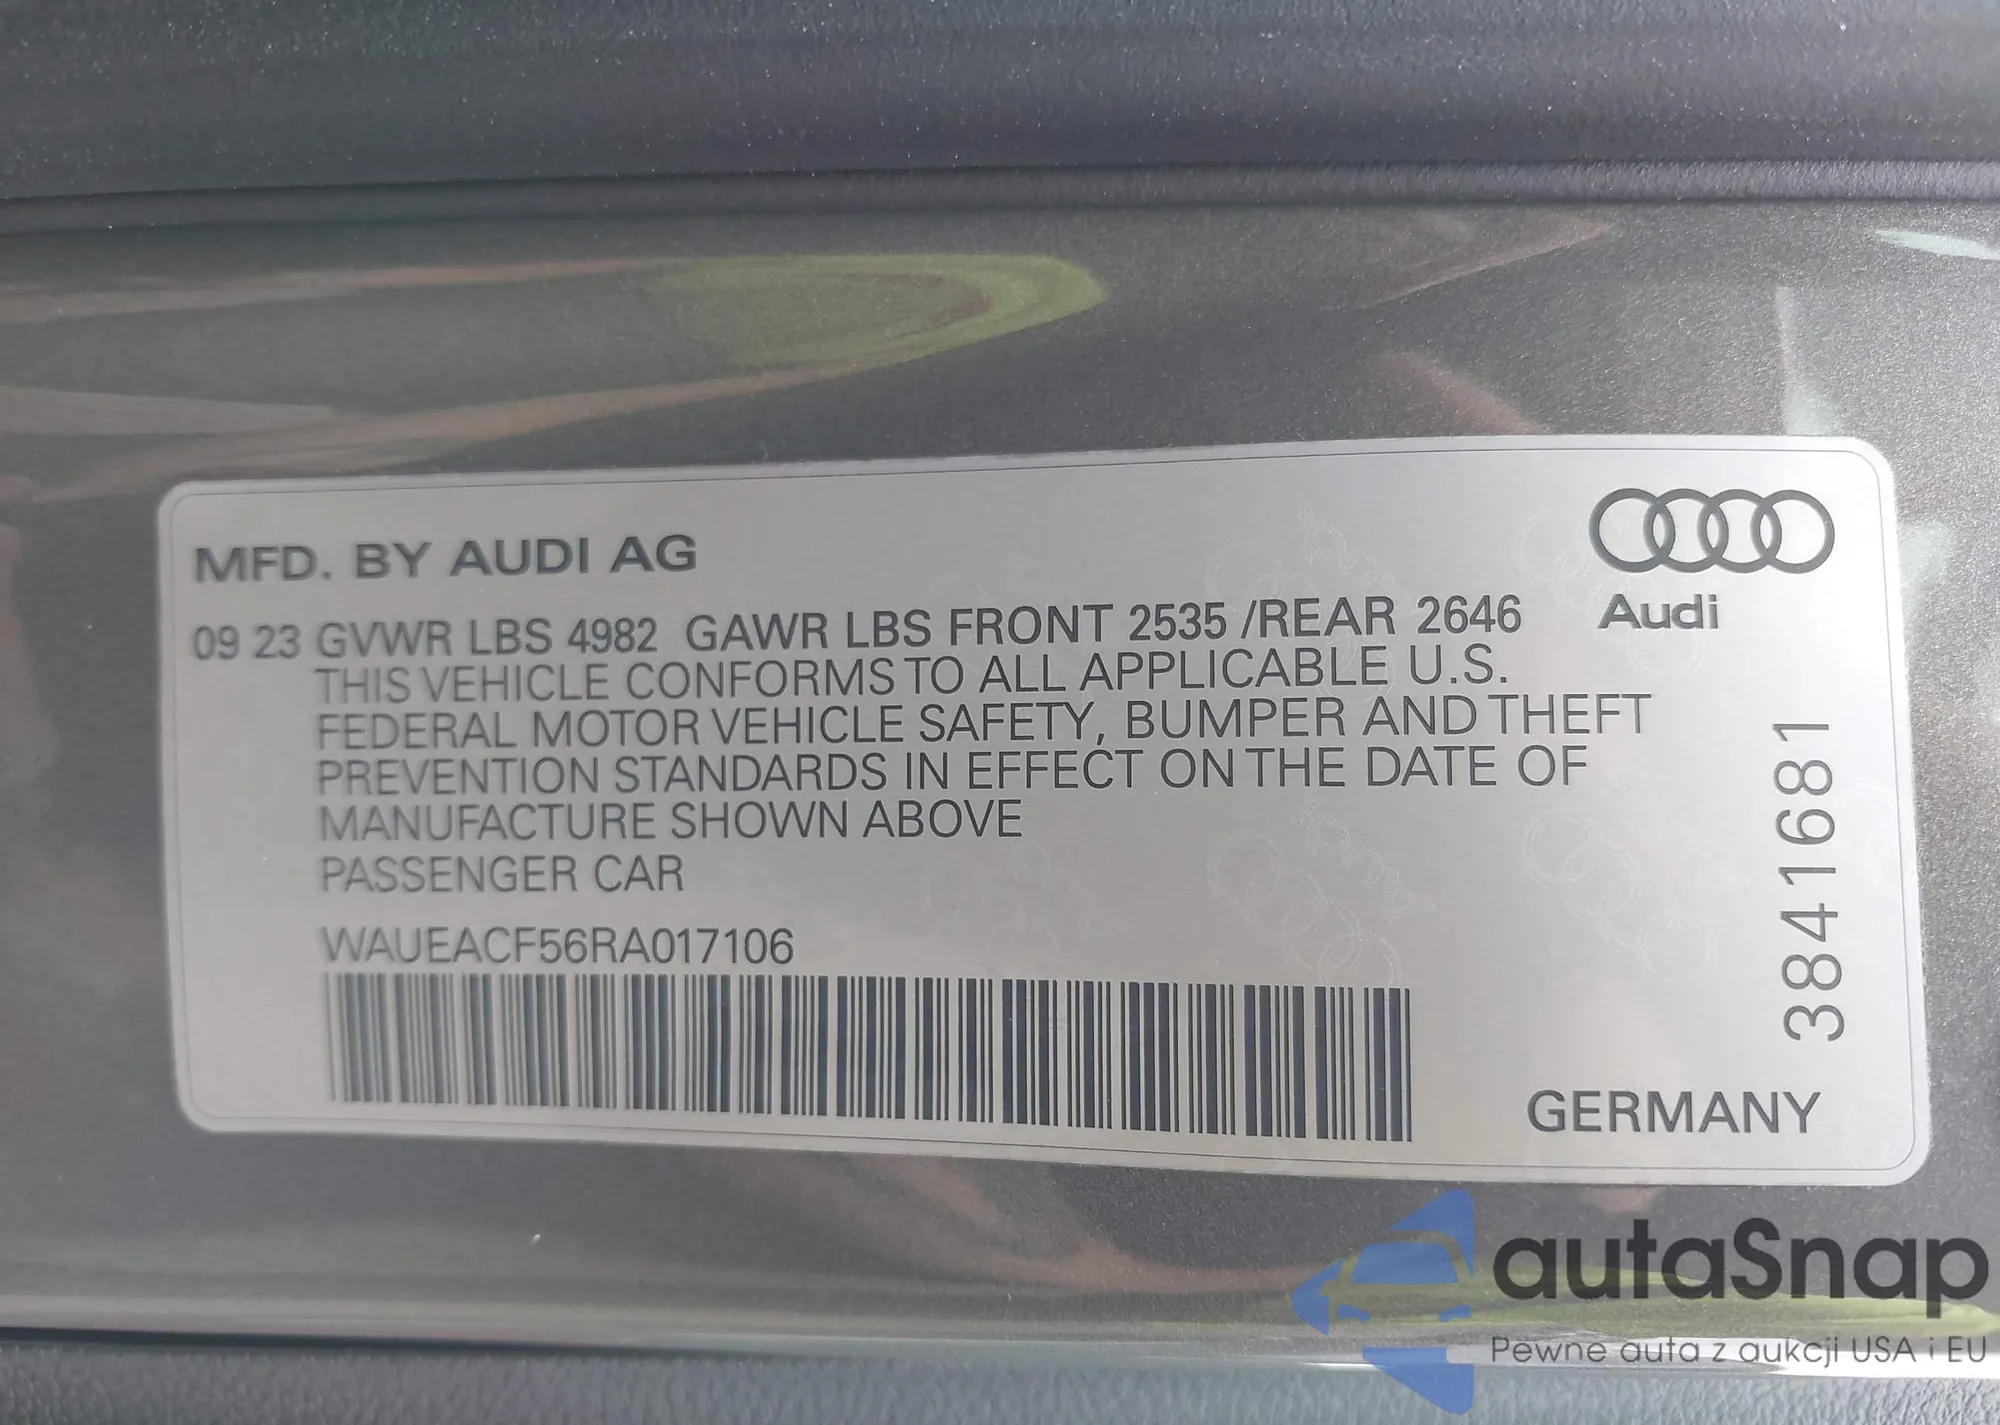 MFD. BY AUDI AG
Audi
09 23 GVWR LBS 4982 GAWR LBS FRONT 2535 /REAR 2646
THIS VEHICLE CONFORMS TO ALL APPLICABLE U.S.
FEDERAL MOTOR VEHICLE SAFETY, BUMPER AND THEFT
PREVENTION STANDARDS IN EFFECT ON THE DATE OF
MANUFACTURE SHOWN ABOVE
PASSENGER CAR
WAUEACF56RA017106
3841681
GERMANY
autaSnap
Pewne auta z aukcji USA i EU